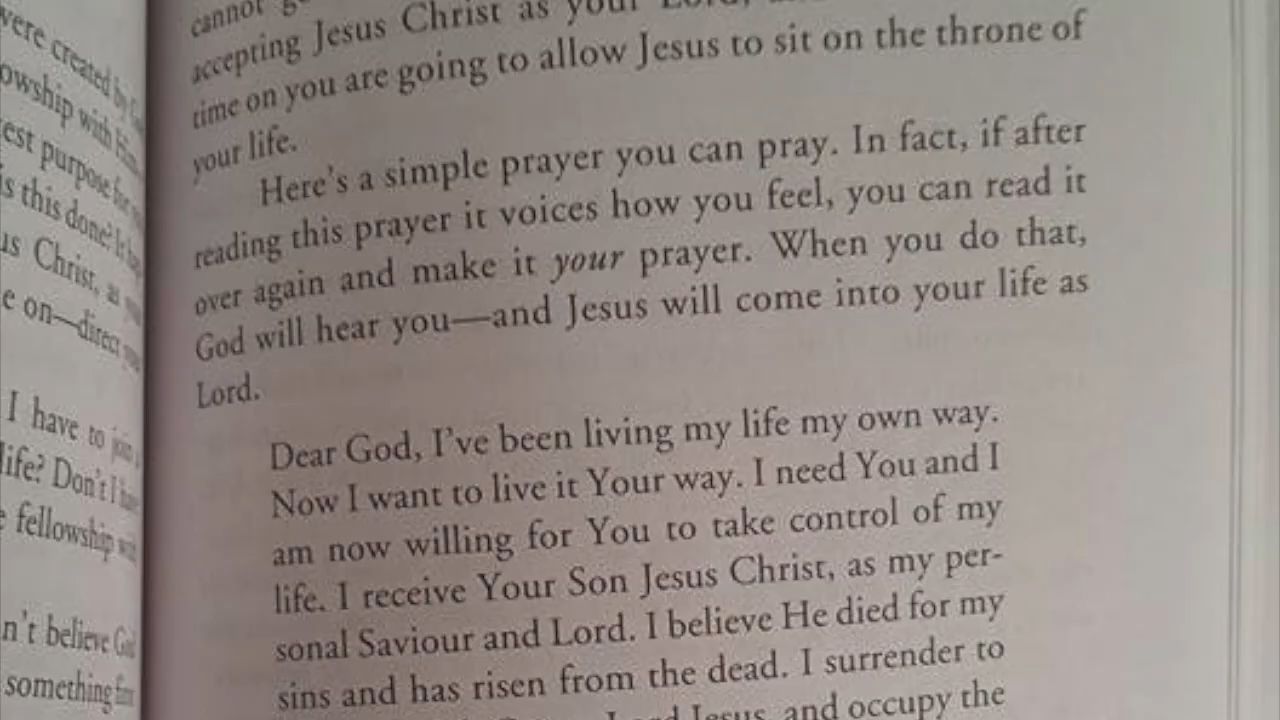 were created by
owship with Him
est purpose for
is this done? It
us Christ, as
e on—direct
I have to join
life? Don't I have
fellowship with
n't believe God
something
cannot
accepting Jesus Christ as your Lord,
time on you are going to allow Jesus to sit on the throne of
your life.
Here's a simple prayer you can pray. In fact, if after
reading this prayer it voices how you feel, you can read it
over again and make it your prayer. When you do that,
God will hear you—and Jesus will come into your life as
Lord.
Dear God, I've been living my life my own way.
Now I want to live it Your way. I need You and I
am now willing for You to take control of my
life. I receive Your Son Jesus Christ, as my per-
sonal Saviour and Lord. I believe He died for my
sins and has risen from the dead. I surrender to
Lord Jesus, and occupy the